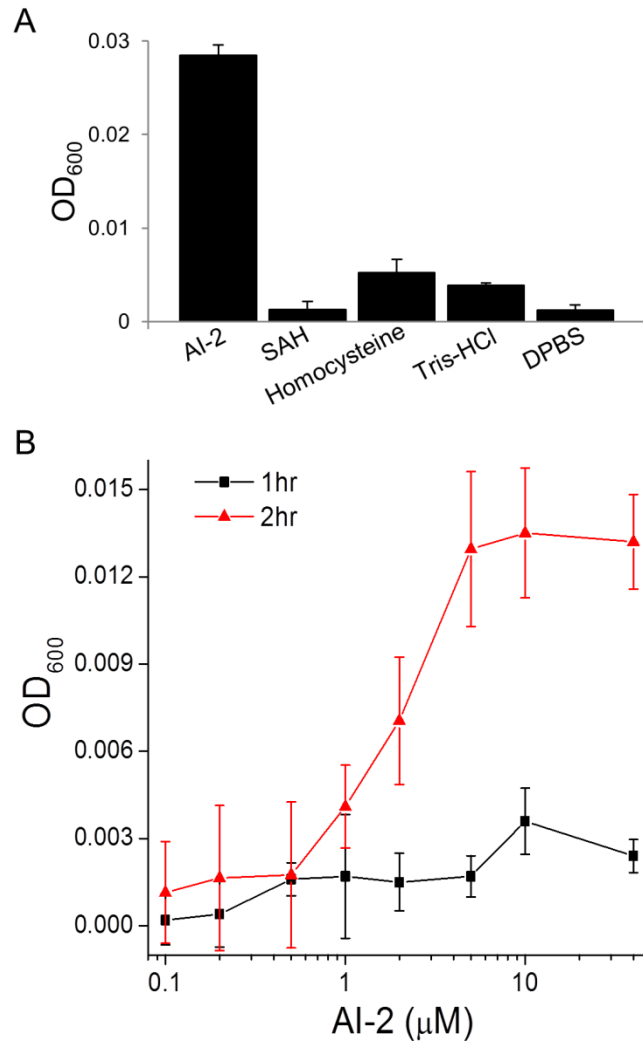 A
0.03
0.02
0.01
0
OD600
AI-2
SAH
Homocysteine
Tris-HCl
DPBS
B
1hr
2hr
0.015
0.012
0.009
0.006
0.003
0.000
OD600
0.1
1
10
AI-2 (μM)